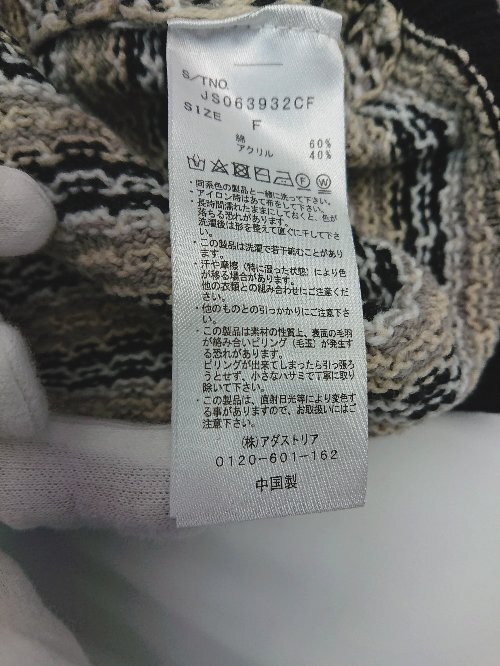 S/TNO.
JS063932CF
SIZE
F
綿 60%
アクリル 40%
・同系色の製品と一緒に洗って下さい。
・アイロン時はあて布をして下さい。
・長時間濡れたままにしておくと、色が
落ちる恐れがあります。
洗濯後は形を整えて直ぐに干して下さ
い。
・この製品は洗濯で若干縮むことがあり
ます。
・汗や摩擦（特に湿った状態）により色
が移る場合があります。
他の衣類との組み合わせにご注意くだ
さい。
・他のものとの引っかかりにご注意下さ
い。
・この製品は素材の性質上、表面の毛羽
が絡み合いピリング（毛玉）が発生す
る恐れがあります。
ピリングが出来てしまったら引っ張ろ
うとせず、小さなハサミで丁寧に取り
除いて下さい。
・この製品は、直射日光等により変色す
る事がありますので、お取扱いにはご
注意下さい。
（株）アダストリア
0120-601-162
中国製